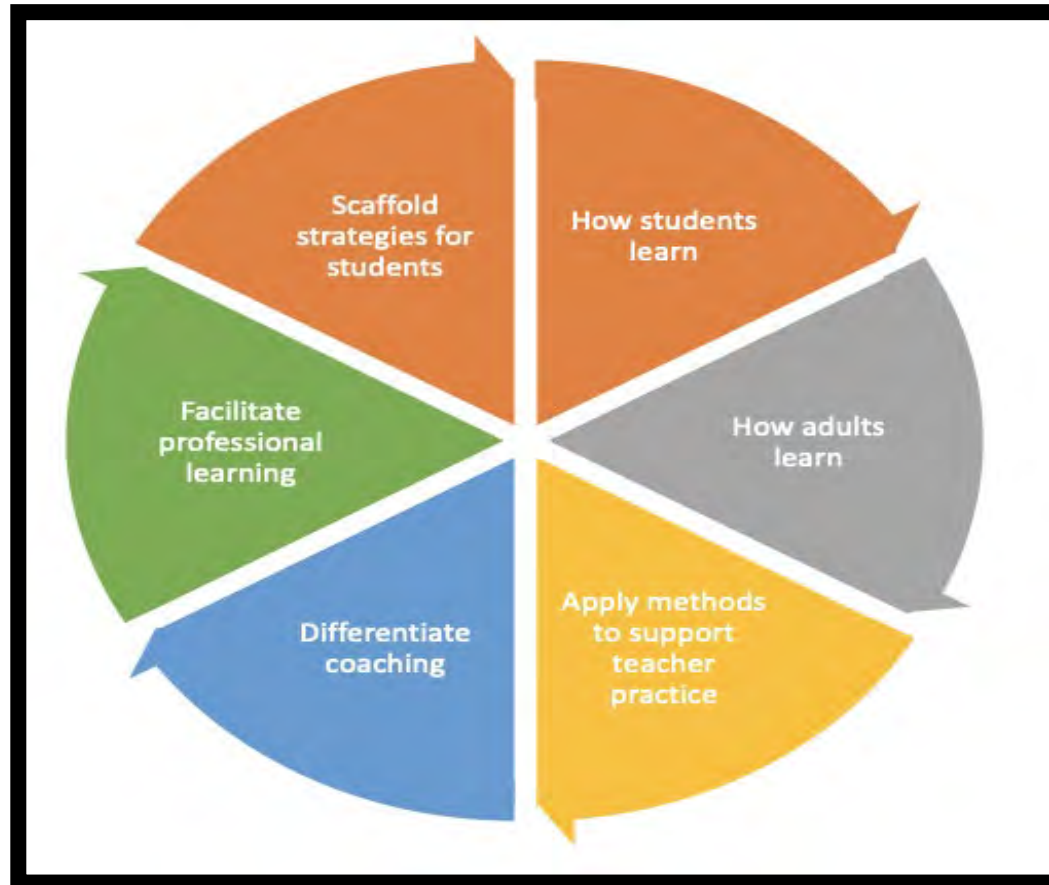 How students
learn
How adults
learn
Apply methods
to support
teacher
practice
Differentiate
coaching
Facilitate
professional
learning
Scaffold
strategies for
students